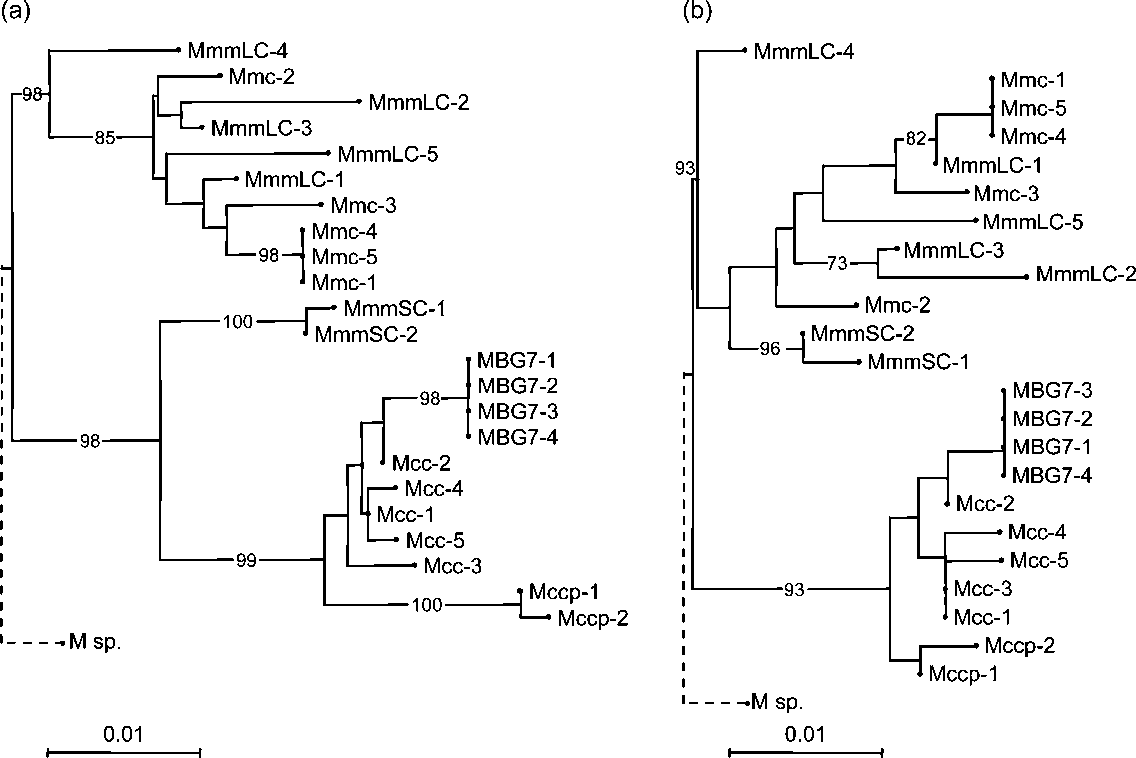 (a)
MmmLC-4
Mmc-2
98
MmmLC-2
MmmLC-3
85
MmmLC-5
MmmLC-1
Mmc-3
Mmc-4
98
Mmc-5
Mmc-1
MmmSC-1
100
MmmSC-2
MBG7-1
MBG7-2
98
MBG7-3
MBG7-4
98
Mcc-2
Mcc-4
Mcc-1
Mcc-5
99
Mcc-3
Mccp-1
100
Mccp-2
M sp.
0.01
(b)
MmmLC-4
Mmc-1
Mmc-5
Mmc-4
82
MmmLC-1
93
Mmc-3
MmmLC-5
MmmLC-3
73
MmmLC-2
Mmc-2
MmmSC-2
96
MmmSC-1
MBG7-3
MBG7-2
MBG7-1
MBG7-4
Mcc-2
Mcc-4
Mcc-5
93
Mcc-3
Mcc-1
Mccp-2
Mccp-1
M sp.
0.01